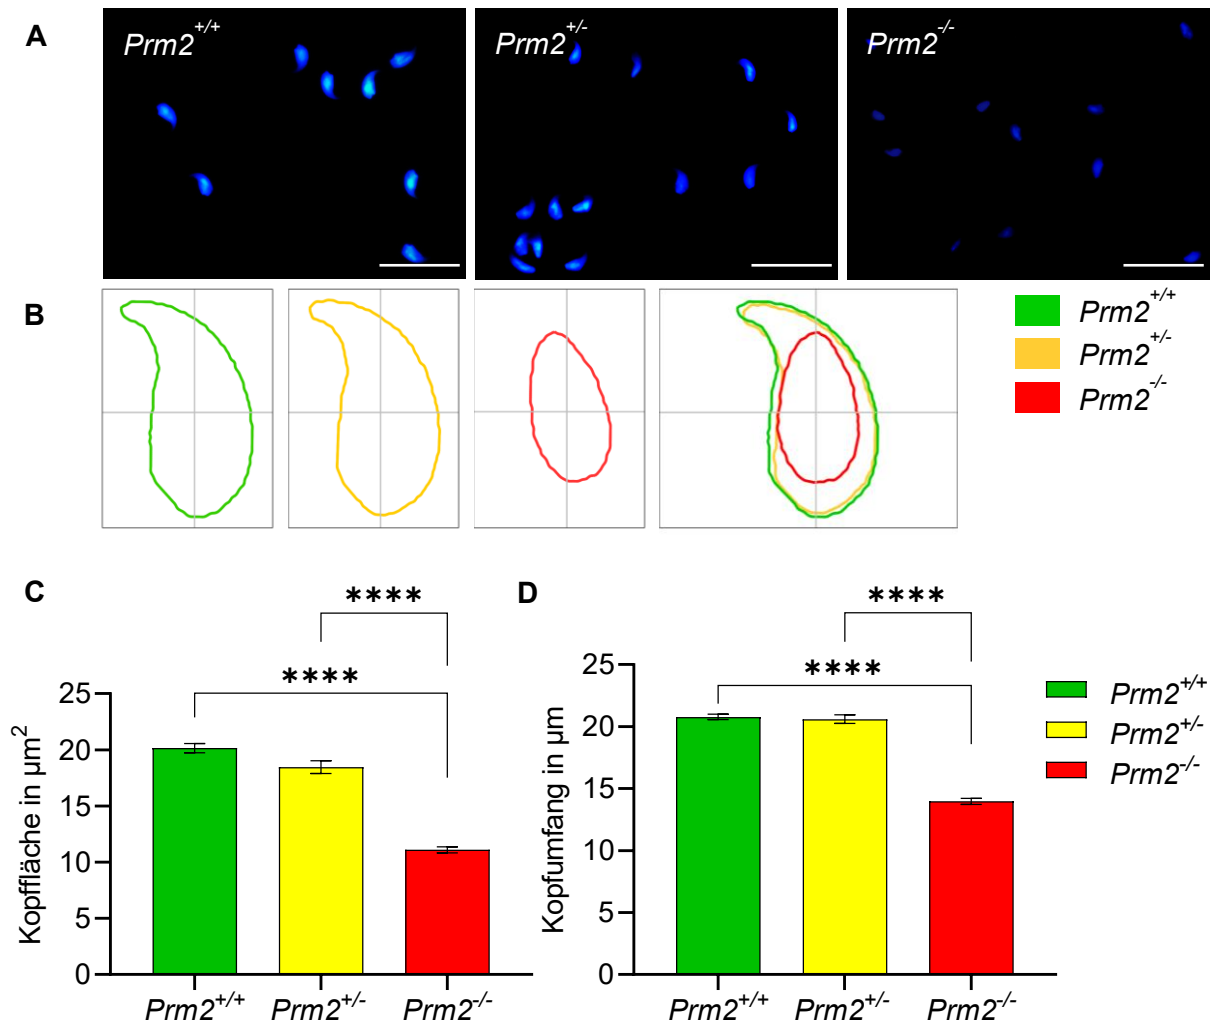 A
Prm2+/+
Prm2+/-
Prm2-/-
B
Prm2+/+
Prm2+/-
Prm2-/-
C
****
****
Kopffläche in µm2
25
20
15
10
5
0
Prm2+/+
Prm2+/-
Prm2-/-
D
****
****
Kopfumfang in µm
25
20
15
10
5
0
Prm2+/+
Prm2+/-
Prm2-/-
Prm2+/+
Prm2+/-
Prm2-/-